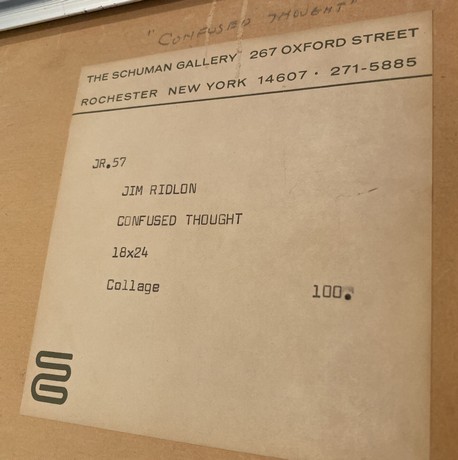 "CONFUSED THOUGHT"
THE SCHUMAN GALLERY 267 OXFORD STREET
ROCHESTER NEW YORK 14607 · 271-5885
JR.57
JIM RIDLON
CONFUSED THOUGHT
18x24
Collage 100.
SG